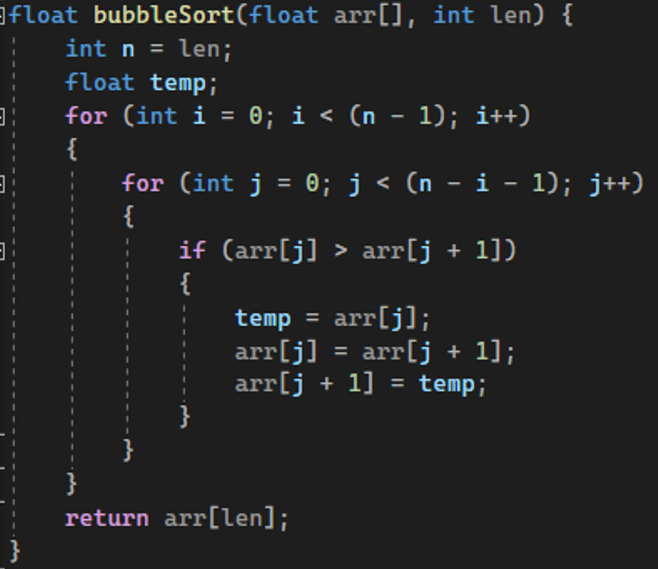 float bubbleSort(float arr[], int len) {
    int n = len;
    float temp;
    for (int i = 0; i < (n - 1); i++)
    {
        for (int j = 0; j < (n - i - 1); j++)
        {
            if (arr[j] > arr[j + 1])
            {
                temp = arr[j];
                arr[j] = arr[j + 1];
                arr[j + 1] = temp;
            }
        }
    }
    return arr[len];
}